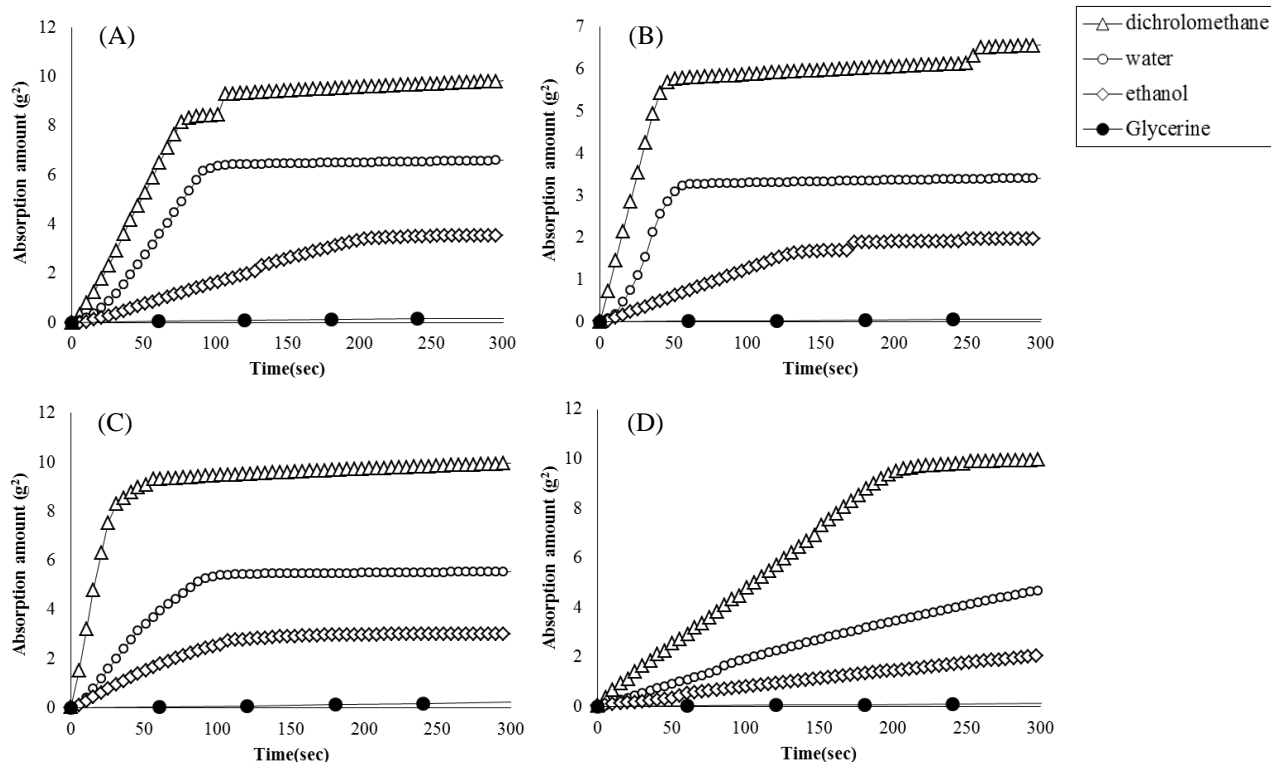 (A)
12
10
8
6
4
2
0
Absorption amount (g²)
0 50 100 150 200 250 300
Time(sec)
(B)
7
6
5
4
3
2
1
0
Absorption amount (g²)
0 50 100 150 200 250 300
Time(sec)
dichrolomethane
water
ethanol
Glycerine
(C)
12
10
8
6
4
2
0
Absorption amount (g²)
0 50 100 150 200 250 300
Time(sec)
(D)
12
10
8
6
4
2
0
Absorption amount (g²)
0 50 100 150 200 250 300
Time(sec)